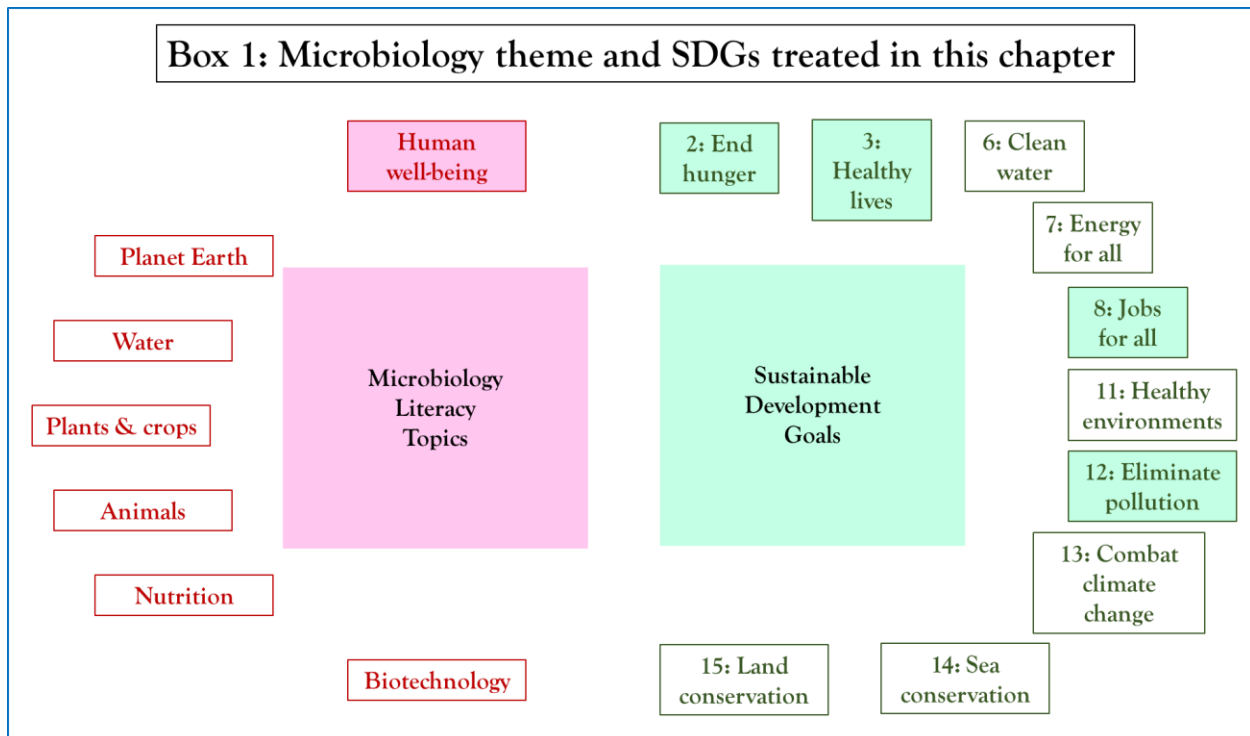 Box 1: Microbiology theme and SDGs treated in this chapter
Human
well-being
Planet Earth
Water
Plants & crops
Animals
Nutrition
Biotechnology
Microbiology
Literacy
Topics
Sustainable
Development
Goals
2: End
hunger
3:
Healthy
lives
6: Clean
water
7: Energy
for all
8: Jobs
for all
11: Healthy
environments
12: Eliminate
pollution
13: Combat
climate
change
14: Sea
conservation
15: Land
conservation